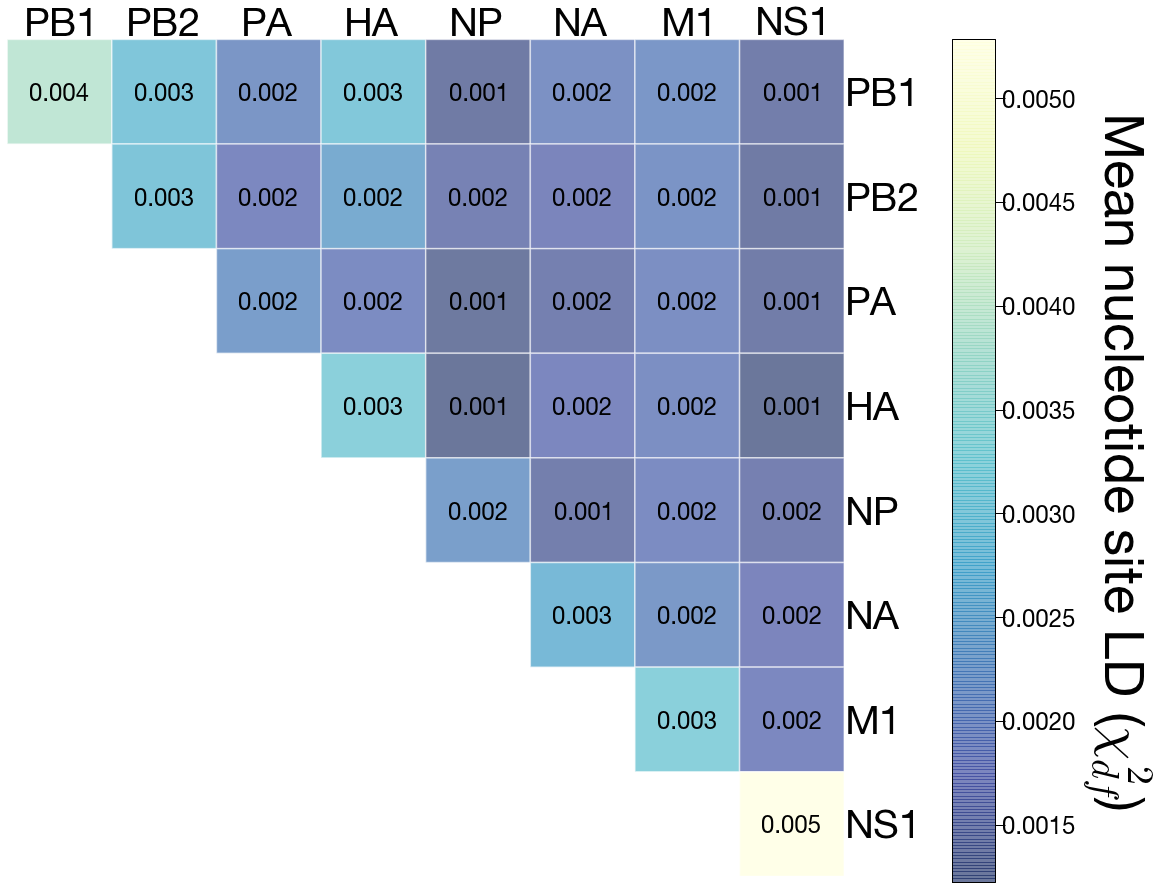 PB1 PB2 PA HA NP NA M1 NS1
0.004 0.003 0.002 0.003 0.001 0.002 0.002 0.001 PB1
0.003 0.002 0.002 0.002 0.002 0.002 0.001 PB2
0.002 0.002 0.001 0.002 0.002 0.001 PA
0.003 0.001 0.002 0.002 0.001 HA
0.002 0.001 0.002 0.002 NP
0.003 0.002 0.002 NA
0.003 0.002 M1
0.005 NS1
0.0050
0.0045
0.0040
0.0035
0.0030
0.0025
0.0020
0.0015
Mean nucleotide site LD (χ²df)